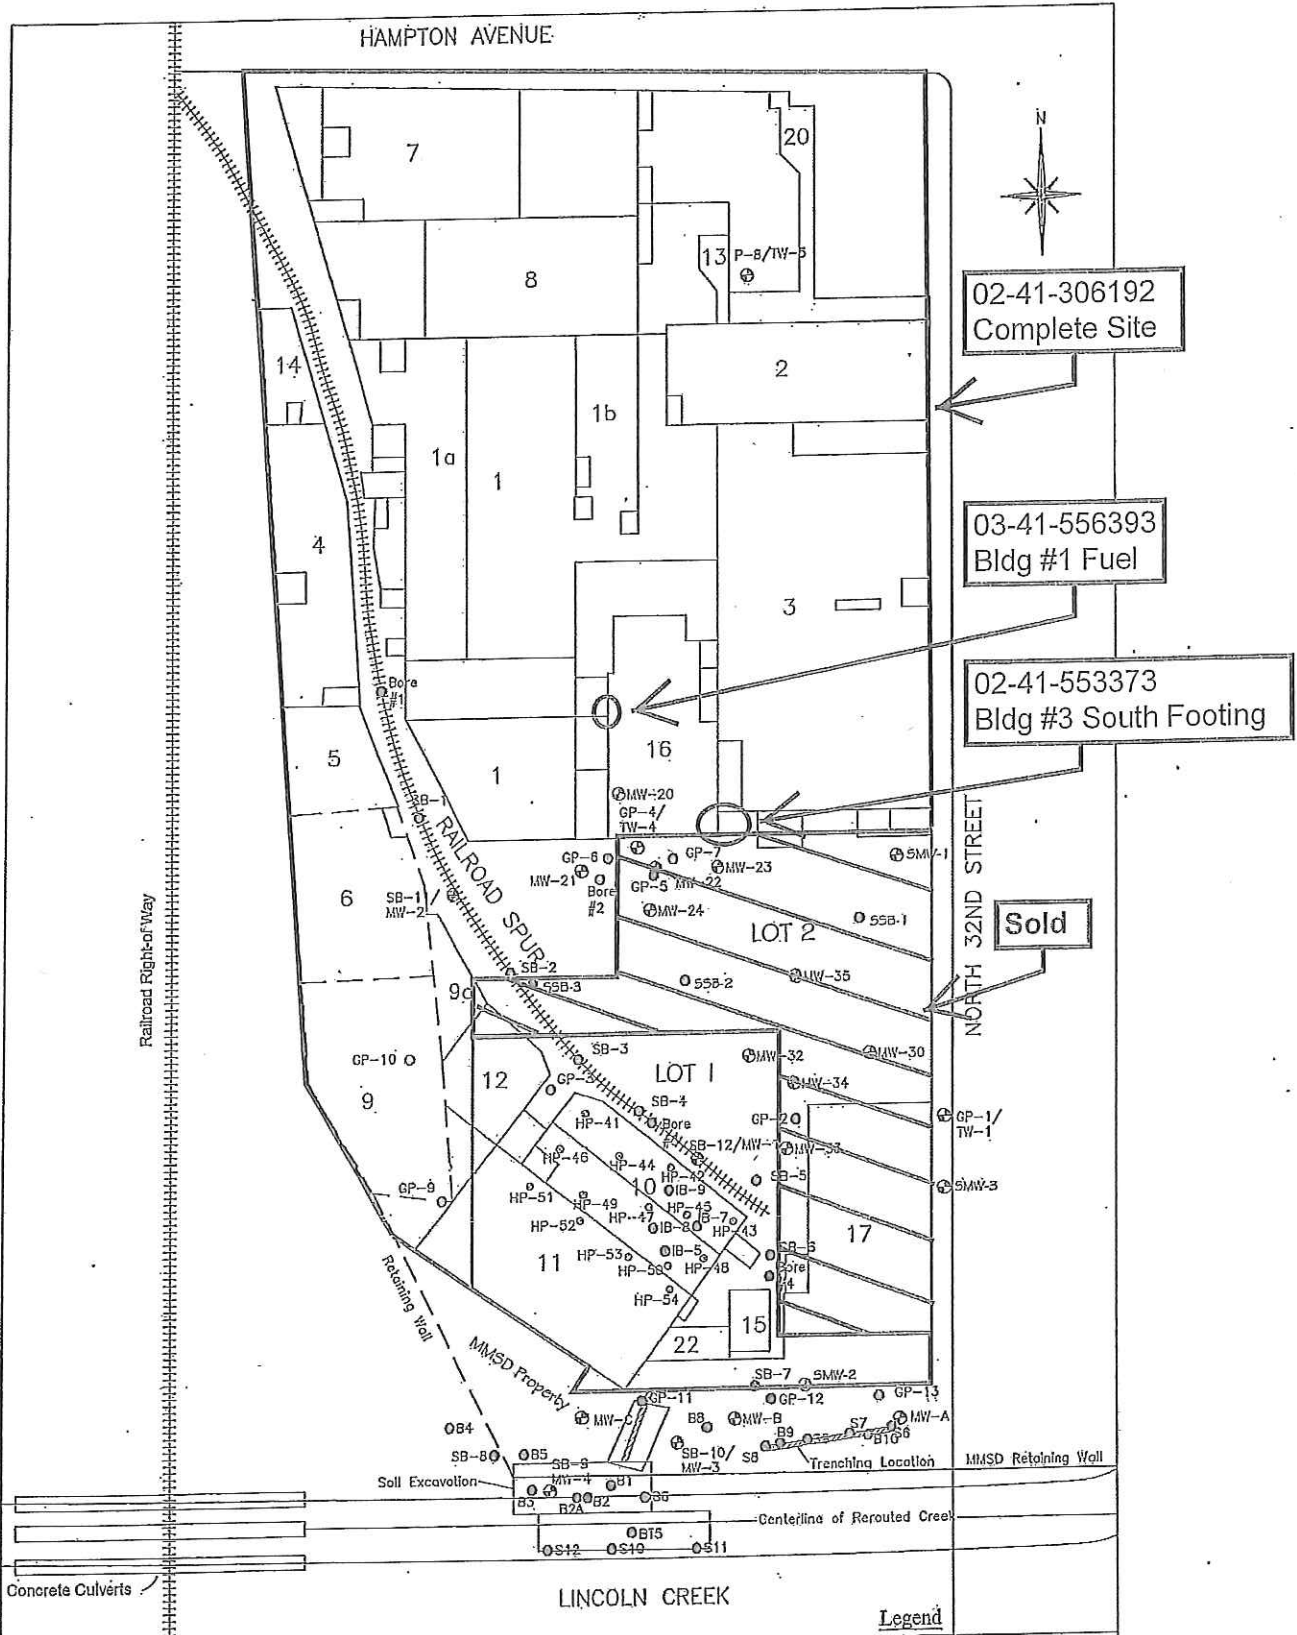 HAMPTON AVENUE
N
7
20
13
P-8/TW-5
8
02-41-306192
Complete Site
14
2
1b
1a
1
4
03-41-556393
Bldg #1 Fuel
3
02-41-553373
Bldg #3 South Footing
Bore
#1
5
1
16
SB-1
MW-20
GP-4/
TW-4
RAILROAD SPUR
GP-6
GP-7
MW-23
SMW-1
MW-21
GP-5
MW-22
Bore
#2
6
SB-1
MW-2
MW-24
SSB-1
LOT 2
NORTH 32ND STREET
Sold
Railroad Right-of-Way
SB-2
SSB-3
SSB-2
MW-35
9a
GP-10
SB-3
MW-32
MW-30
LOT 1
12
MW-34
9
SB-4
GP-2
GP-1/
TW-1
HP-41
Bore
SB-12/MW-
HP-46
HP-44
HP-42
SB-5
SMW-3
GP-9
HP-51
10
IB-9
HP-49
HP-45
HP-47
IB-7
HP-52
IB-8
HP-43
17
HP-53
IB-5
HP-48
SB-6
11
HP-50
Bore
#4
HP-54
Retaining Wall
15
22
MMSD Property
SB-7
SMW-2
GP-11
GP-12
GP-13
MW-C
MW-B
MW-A
B4
B8
S7
S6
B9
B10
SB-8
B5
SB-9
SB-10/
MW-3
S8
Trenching Location
MMSD Retaining Wall
Soil Excavation
MW-4
B1
B3
B2A
B2
B6
Centerline of Rerouted Creek
BT5
S12
S10
S11
Concrete Culverts
LINCOLN CREEK
Legend